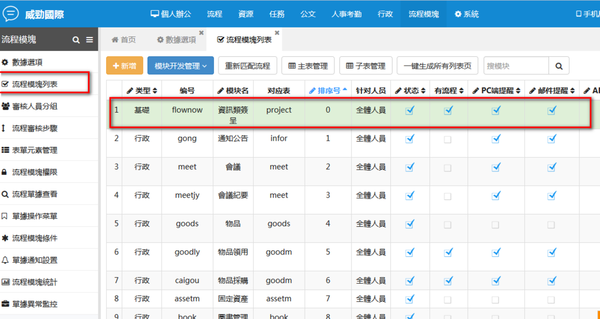 威勁國際
個人辦公 流程 資源 任務 公文 人事考勤 行政 流程模塊 系統 手机
流程模塊
首页 數據選項 流程模塊列表
數據選項
流程模塊列表
審核人員分組
流程審核步驟
表單元素管理
流程模塊權限
流程單據查看
單據操作菜單
流程模塊條件
單據通知設置
流程模塊統計
單據異常監控
新增 模块开发管理 重新匹配流程 主表管理 子表管理 一键生成所有列表页 搜模块
类型 编号 模块名 对应表 排序号 针对人员 状态 有流程 PC端提醒 邮件提醒
1 基礎 flownow 資訊類簽呈 project 0 全體人員
2 行政 gong 通知公告 infor 1 全體人員
3 行政 meet 會議 meet 2 全體人員
4 行政 meetjy 會議紀要 meet 3 全體人員
5 行政 goods 物品 goods 4 全體人員
6 行政 goodly 物品領用 goodm 5 全體人員
7 行政 caigou 物品採購 goodm 6 全體人員
8 行政 assetm 固定資產 assetm 7 全體人員
9 行政 book 圖書管理 book 8 全體人員